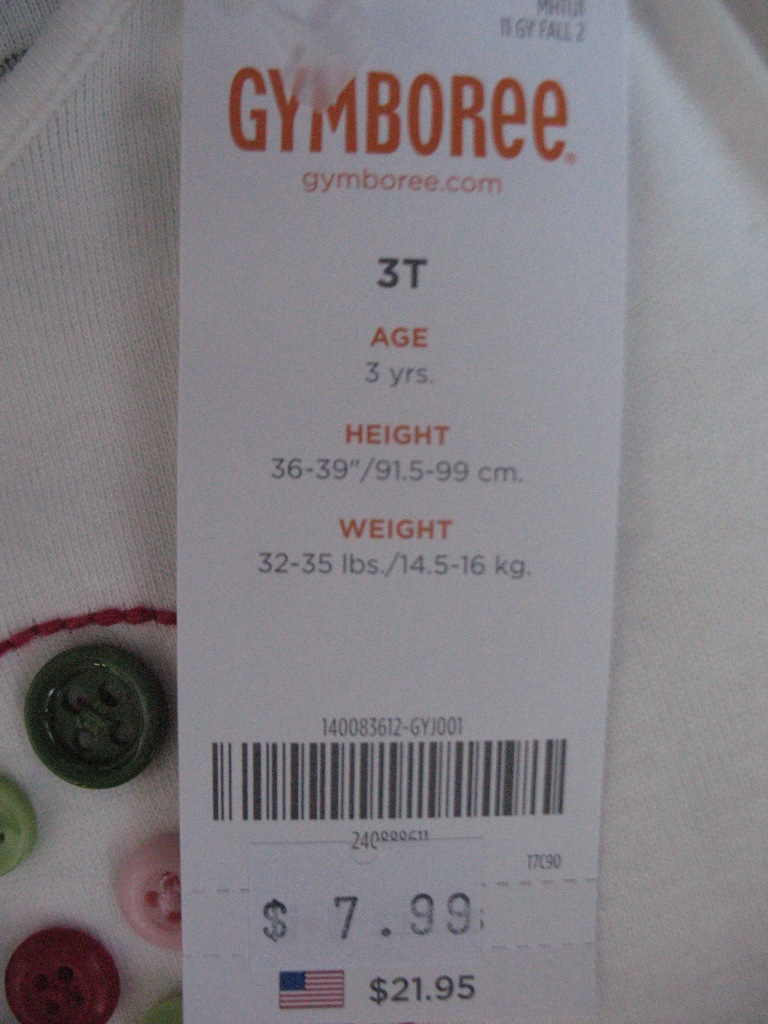 11 GY FALL 2
GYMBOREE
gymboree.com
3T
AGE
3 yrs.
HEIGHT
36-39"/91.5-99 cm.
WEIGHT
32-35 lbs./14.5-16 kg.
140083612-GYJ001
17C90
$ 7.99
$21.95